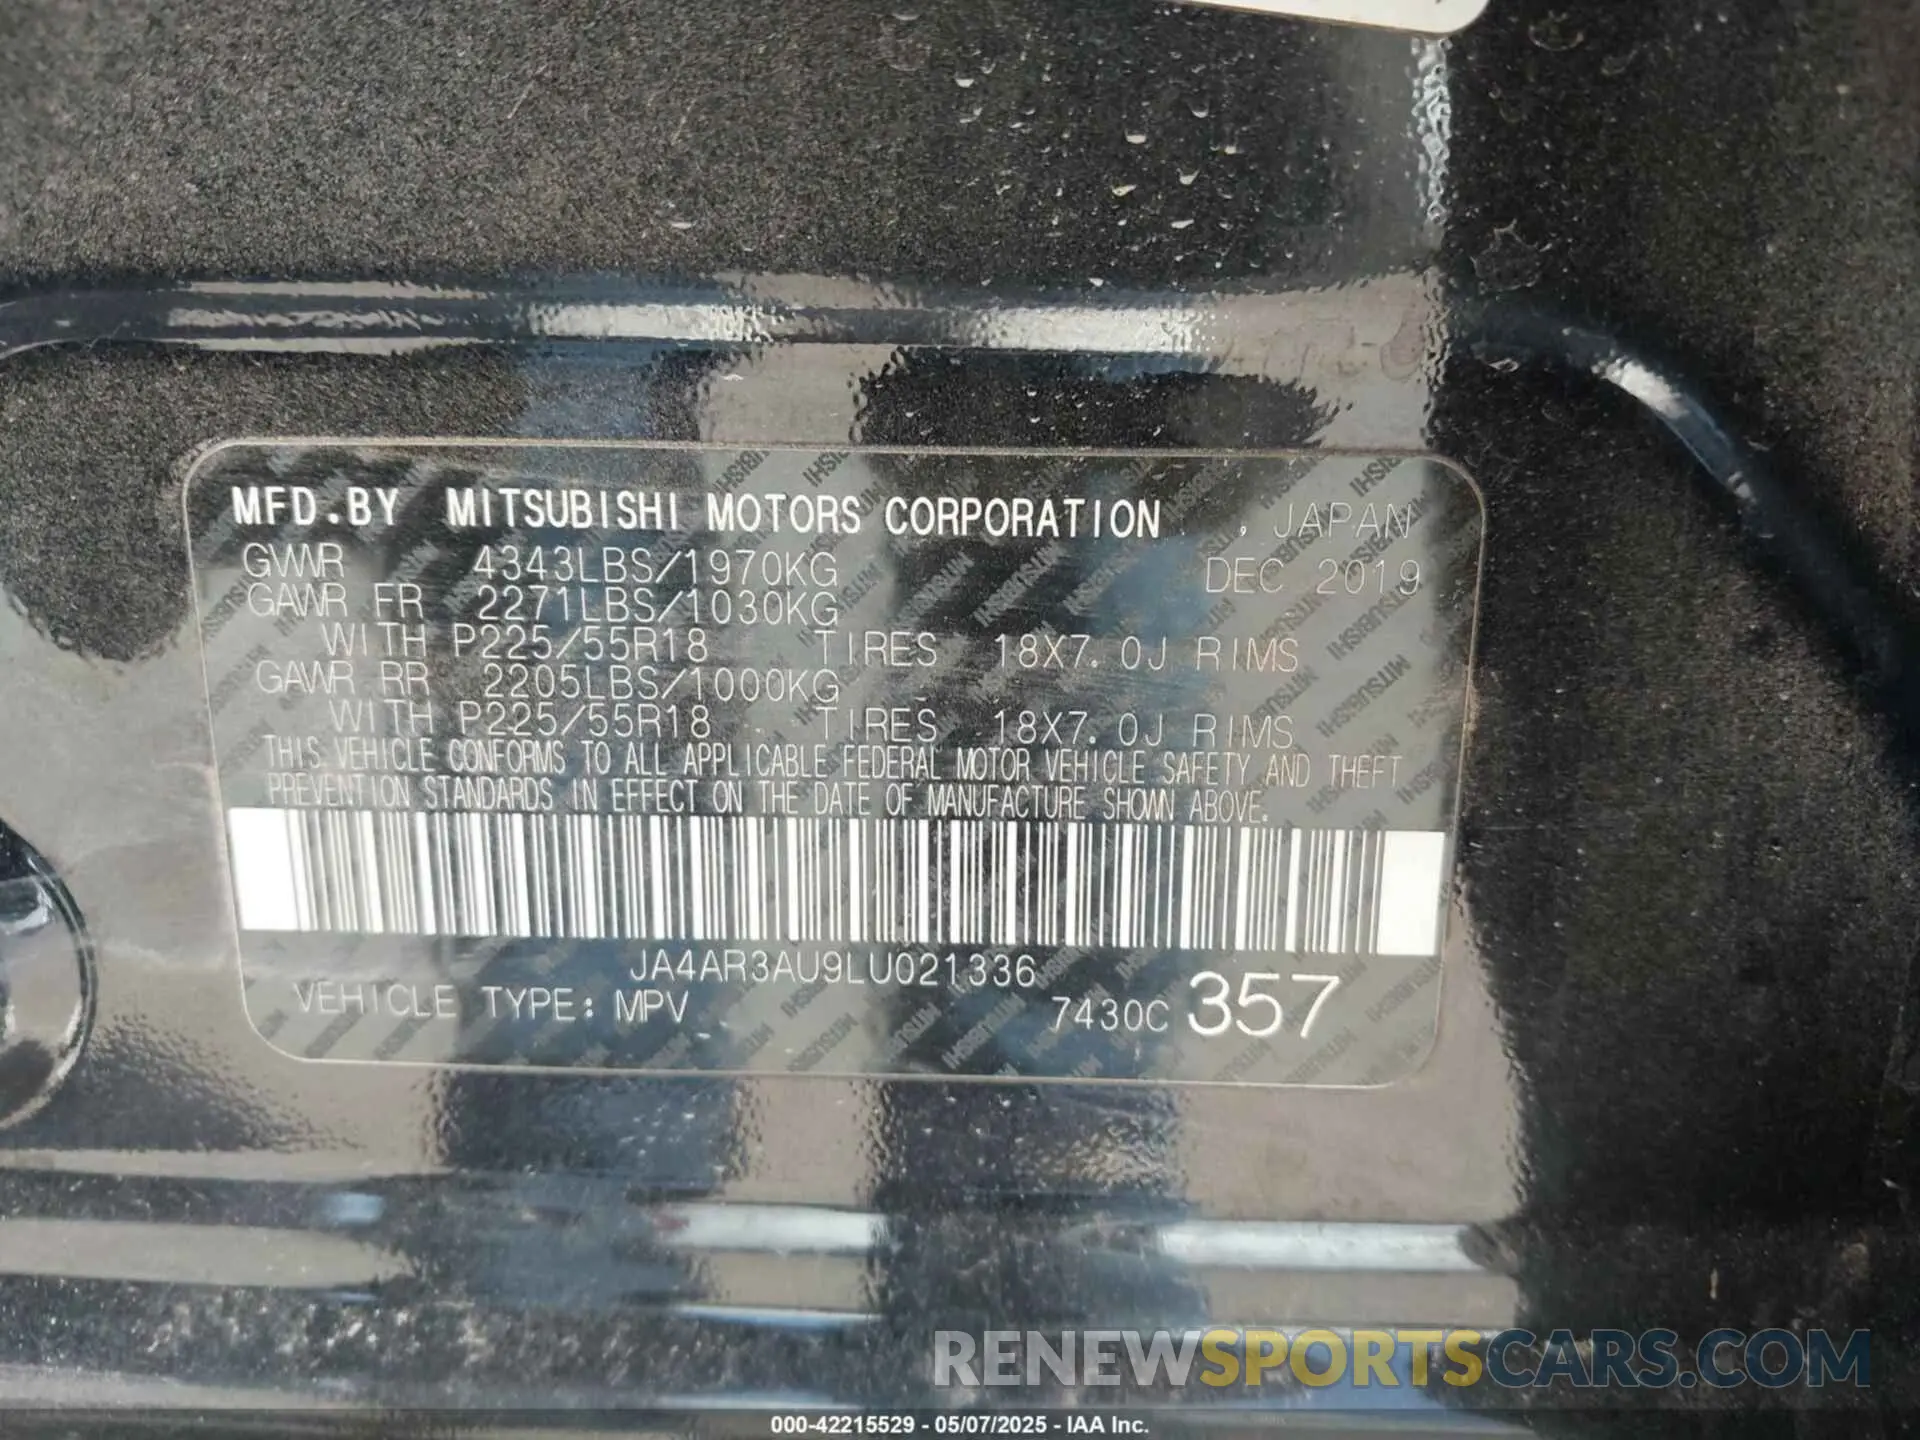 MFD.BY MITSUBISHI MOTORS CORPORATION , JAPAN
GVWR 4343LBS/1970KG DEC 2019
GAWR FR 2271LBS/1030KG
WITH P225/55R18 TIRES 18X7.0J RIMS
GAWR RR 2205LBS/1000KG
WITH P225/55R18 TIRES 18X7.0J RIMS
THIS VEHICLE CONFORMS TO ALL APPLICABLE FEDERAL MOTOR VEHICLE SAFETY AND THEFT
PREVENTION STANDARDS IN EFFECT ON THE DATE OF MANUFACTURE SHOWN ABOVE.
JA4AR3AU9LU021336
VEHICLE TYPE: MPV 7430C 357
RENEWSPORTSCARS.COM
000-42215529 - 05/07/2025 - IAA Inc.